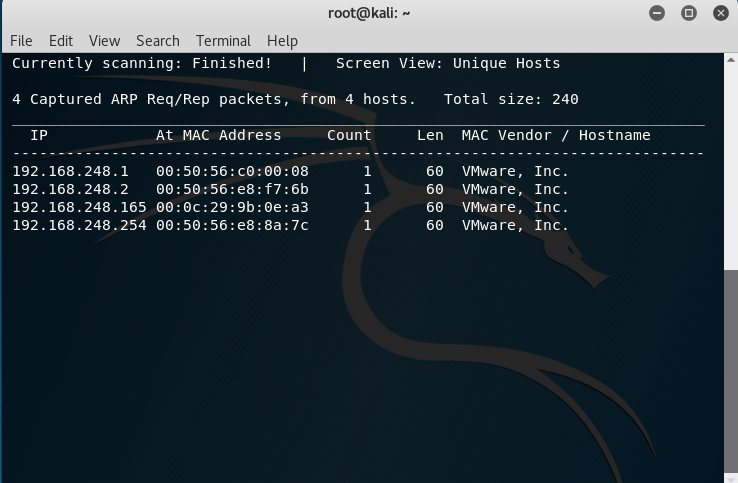 root@kali: ~
File Edit View Search Terminal Help
Currently scanning: Finished!   |   Screen View: Unique Hosts
4 Captured ARP Req/Rep packets, from 4 hosts.   Total size: 240
_____________________________________________________________________________
  IP            At MAC Address     Count     Len  MAC Vendor / Hostname
-----------------------------------------------------------------------------
192.168.248.1   00:50:56:c0:00:08      1      60  VMware, Inc.
192.168.248.2   00:50:56:e8:f7:6b      1      60  VMware, Inc.
192.168.248.165 00:0c:29:9b:0e:a3      1      60  VMware, Inc.
192.168.248.254 00:50:56:e8:8a:7c      1      60  VMware, Inc.